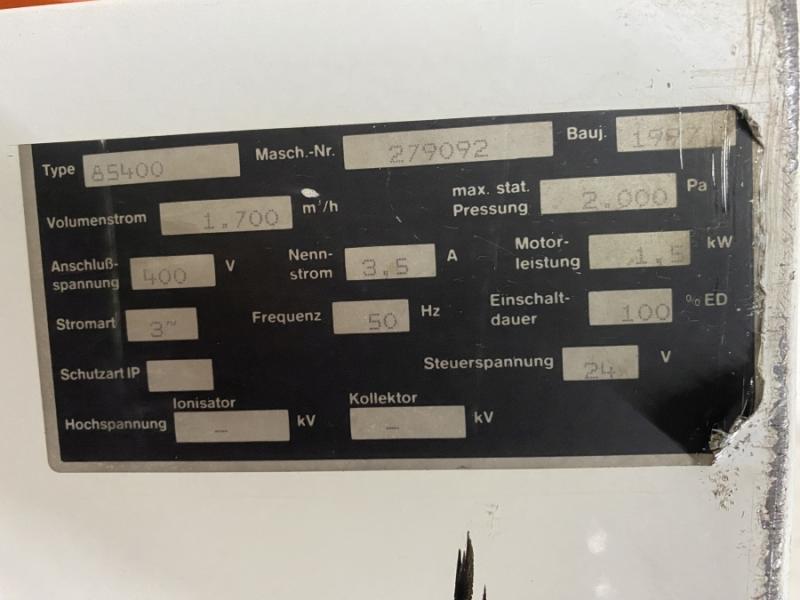 Type 85400 Masch.-Nr. 279092 Bauj. 1997
Volumenstrom 1.700 m³/h max. stat. Pressung 2.000 Pa
Anschluß-spannung 400 V Nenn-strom 3,5 A Motor-leistung 1,5 kW
Stromart 3~ Frequenz 50 Hz Einschalt-dauer 100 % ED
Schutzart IP Steuerspannung 24 V
Hochspannung Ionisator – kV Kollektor – kV